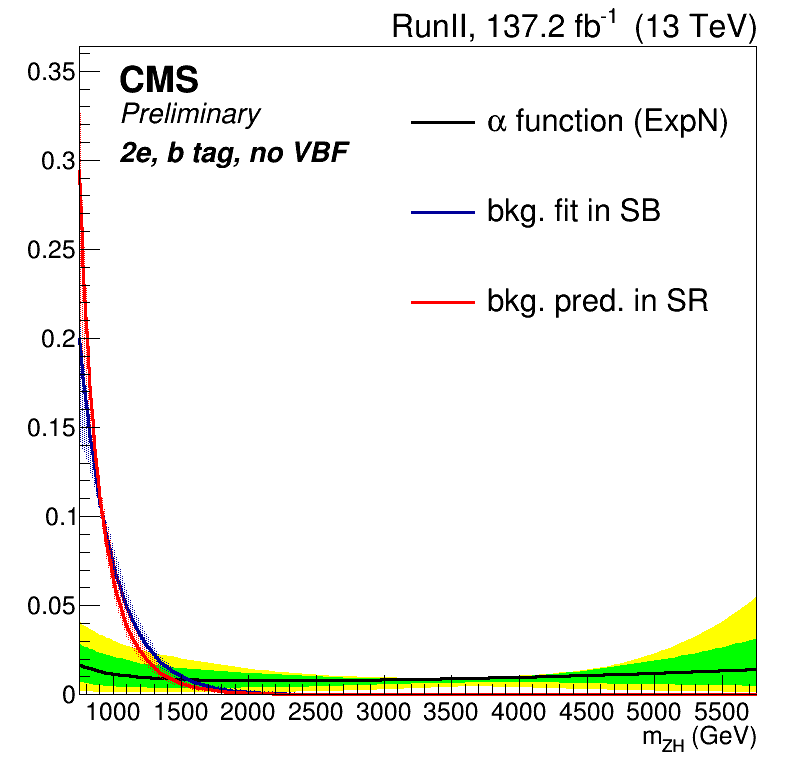 RunII, 137.2 fb-1 (13 TeV)
CMS
Preliminary
2e, b tag, no VBF
α function (ExpN)
bkg. fit in SB
bkg. pred. in SR
0.35
0.3
0.25
0.2
0.15
0.1
0.05
0
1000 1500 2000 2500 3000 3500 4000 4500 5000 5500
mZH (GeV)